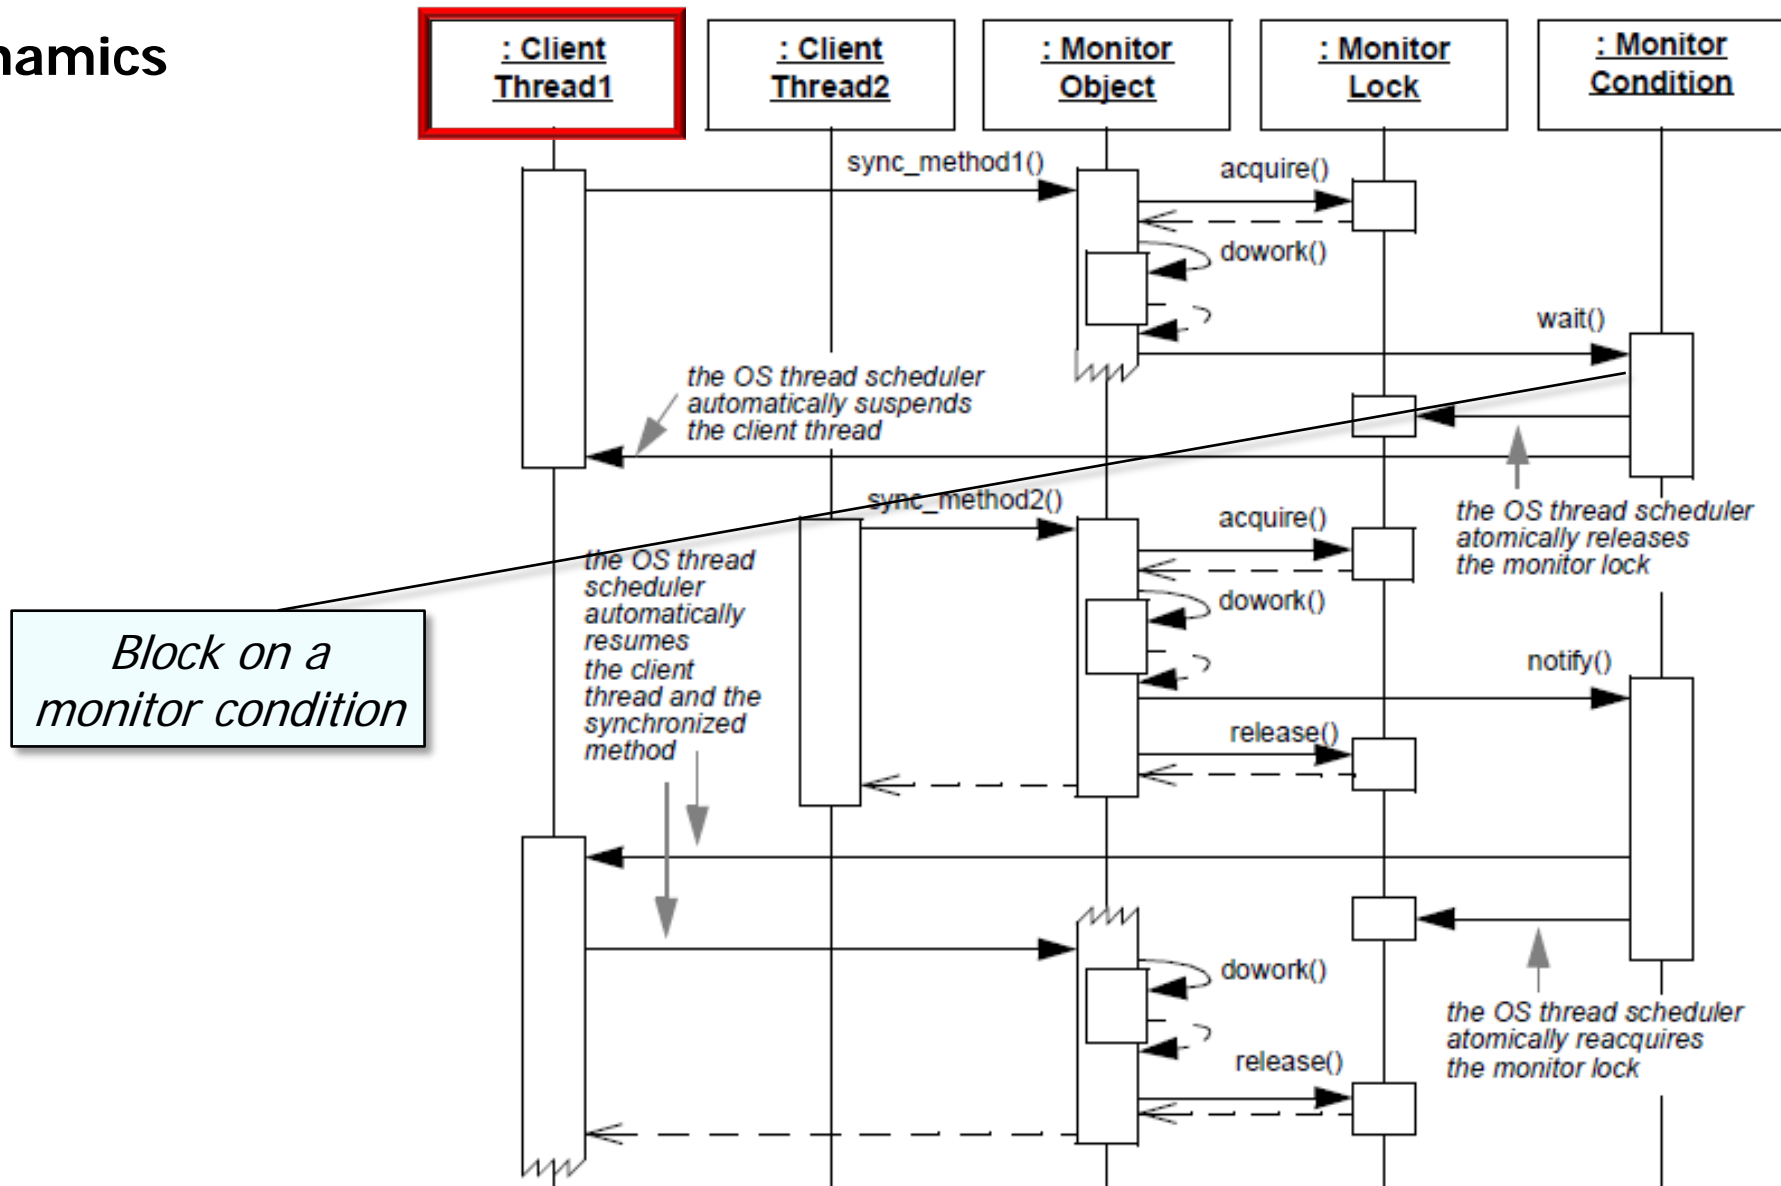 namics
: Client
Thread1
: Client
Thread2
: Monitor
Object
: Monitor
Lock
: Monitor
Condition
sync_method1()
acquire()
dowork()
wait()
the OS thread scheduler
automatically suspends
the client thread
sync_method2()
acquire()
the OS thread scheduler
atomically releases
the monitor lock
the OS thread
scheduler
automatically
resumes
the client
thread and the
synchronized
method
dowork()
Block on a
monitor condition
notify()
release()
dowork()
the OS thread scheduler
atomically reacquires
the monitor lock
release()